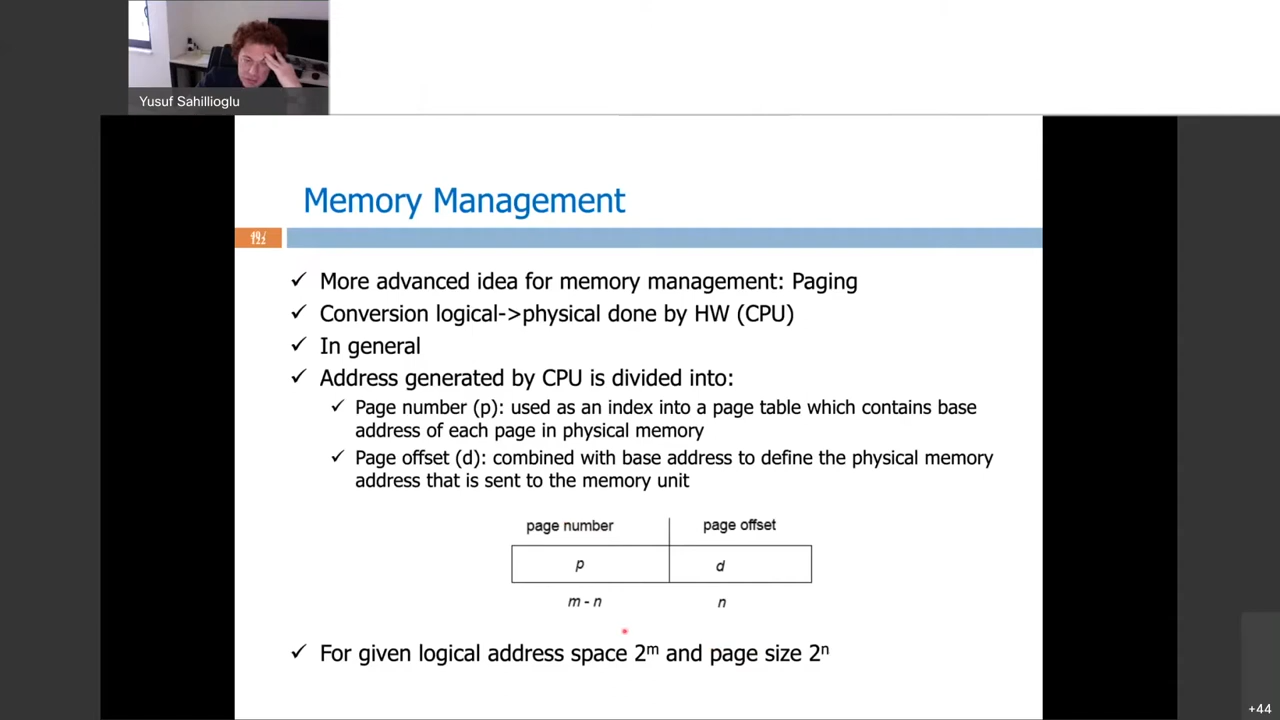 Yusuf Sahillioglu
Memory Management
✓ More advanced idea for memory management: Paging
✓ Conversion logical->physical done by HW (CPU)
✓ In general
✓ Address generated by CPU is divided into:
✓ Page number (p): used as an index into a page table which contains base
address of each page in physical memory
✓ Page offset (d): combined with base address to define the physical memory
address that is sent to the memory unit
page number page offset
p d
m - n n
✓ For given logical address space 2ᵐ and page size 2ⁿ
+44